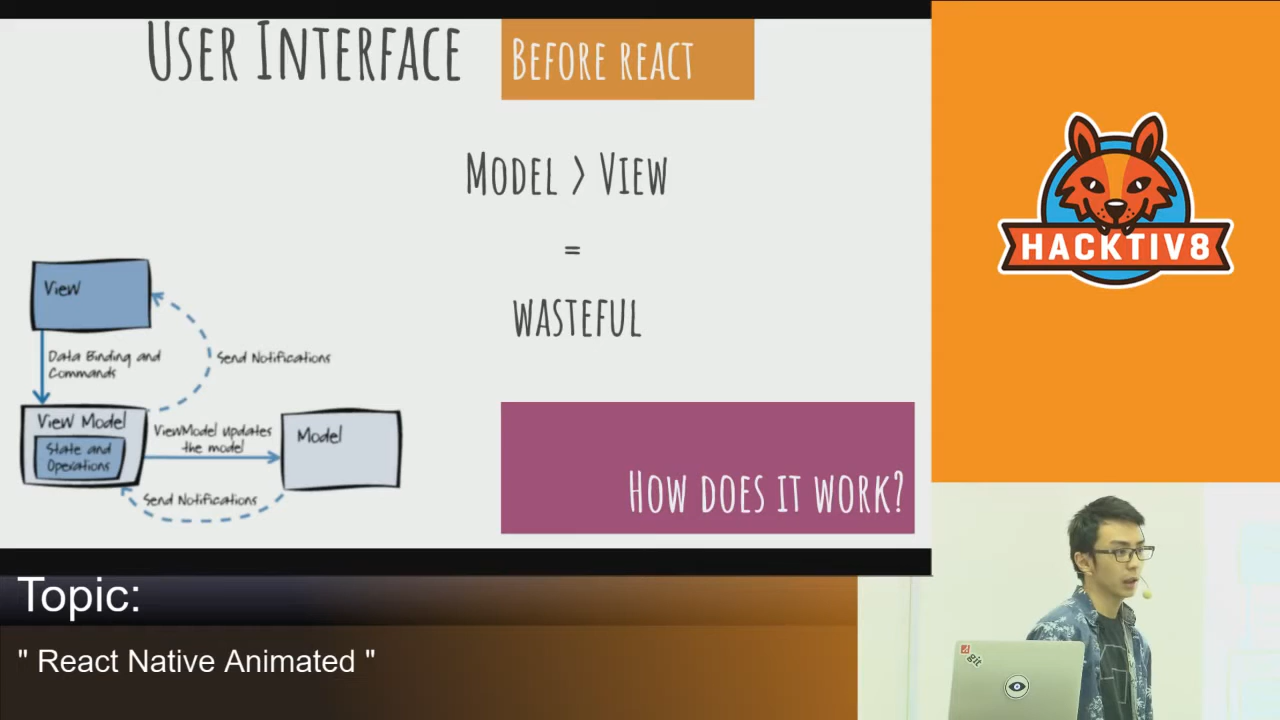 User Interface
Before react
Model > View
=
wasteful
View
Data Binding and
Commands
Send Notifications
View Model
State and
Operations
ViewModel updates
the model
Model
Send Notifications
How does it work?
HACKTIV8
git
Topic:
" React Native Animated "